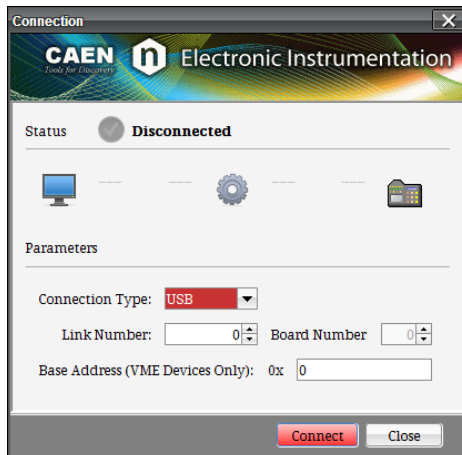 Connection
CAEN n Electronic Instrumentation
Tools for Discovery
Status Disconnected
Parameters
Connection Type: USB
Link Number: 0 Board Number 0
Base Address (VME Devices Only): 0x 0
Connect Close